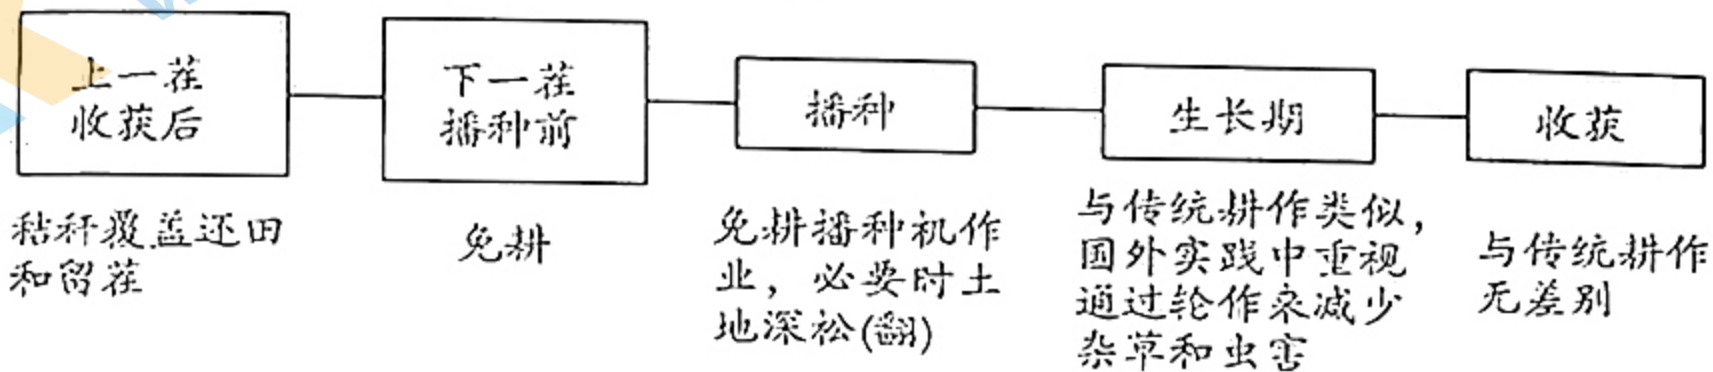 上一茬
收获后
下一茬
播种前
播种
生长期
收获
秸秆覆盖还田
和留茬
免耕
免耕播种机作
业，必要时土
地深松(翻)
与传统耕作类似，
国外实践中重视
通过轮作来减少
杂草和虫害
与传统耕作
无差别